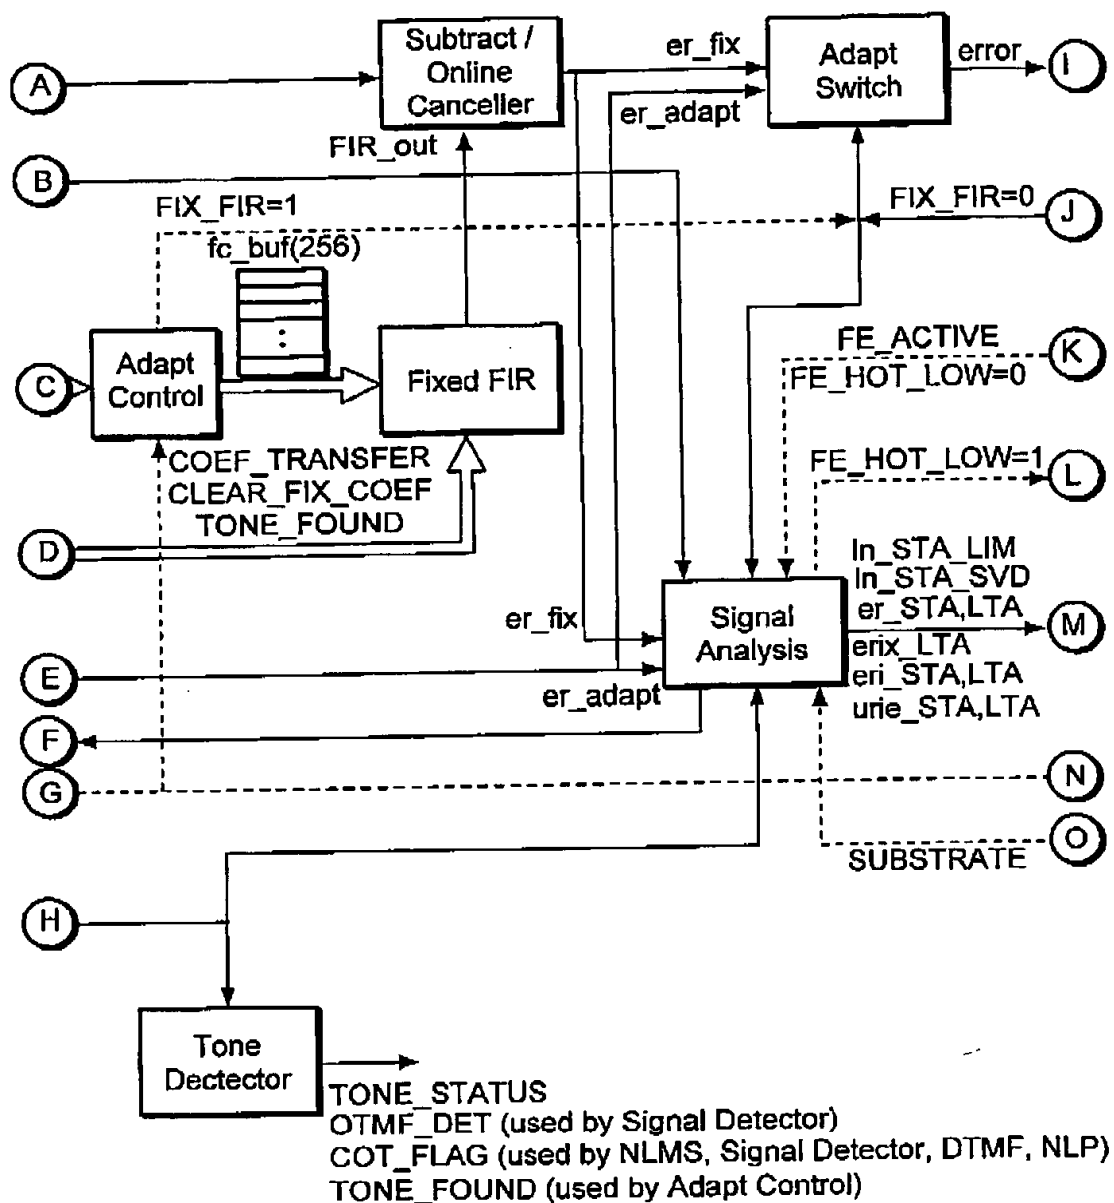 Subtract /
Online
Canceller
er_fix
Adapt
Switch
error
I
A
er_adapt
FIR_out
B
FIX_FIR=1
FIX_FIR=0
J
fc_buf(256)
C
Adapt
Control
Fixed FIR
FE_ACTIVE
K
FE_HOT_LOW=0
COEF_TRANSFER
CLEAR_FIX_COEF
TONE_FOUND
D
FE_HOT_LOW=1
L
ln_STA_LIM
ln_STA_SVD
er_STA,LTA
erix_LTA
eri_STA,LTA
urie_STA,LTA
M
er_fix
Signal
Analysis
E
er_adapt
F
G
N
SUBSTRATE
O
H
Tone
Dectector
TONE_STATUS
OTMF_DET (used by Signal Detector)
COT_FLAG (used by NLMS, Signal Detector, DTMF, NLP)
TONE_FOUND (used by Adapt Control)